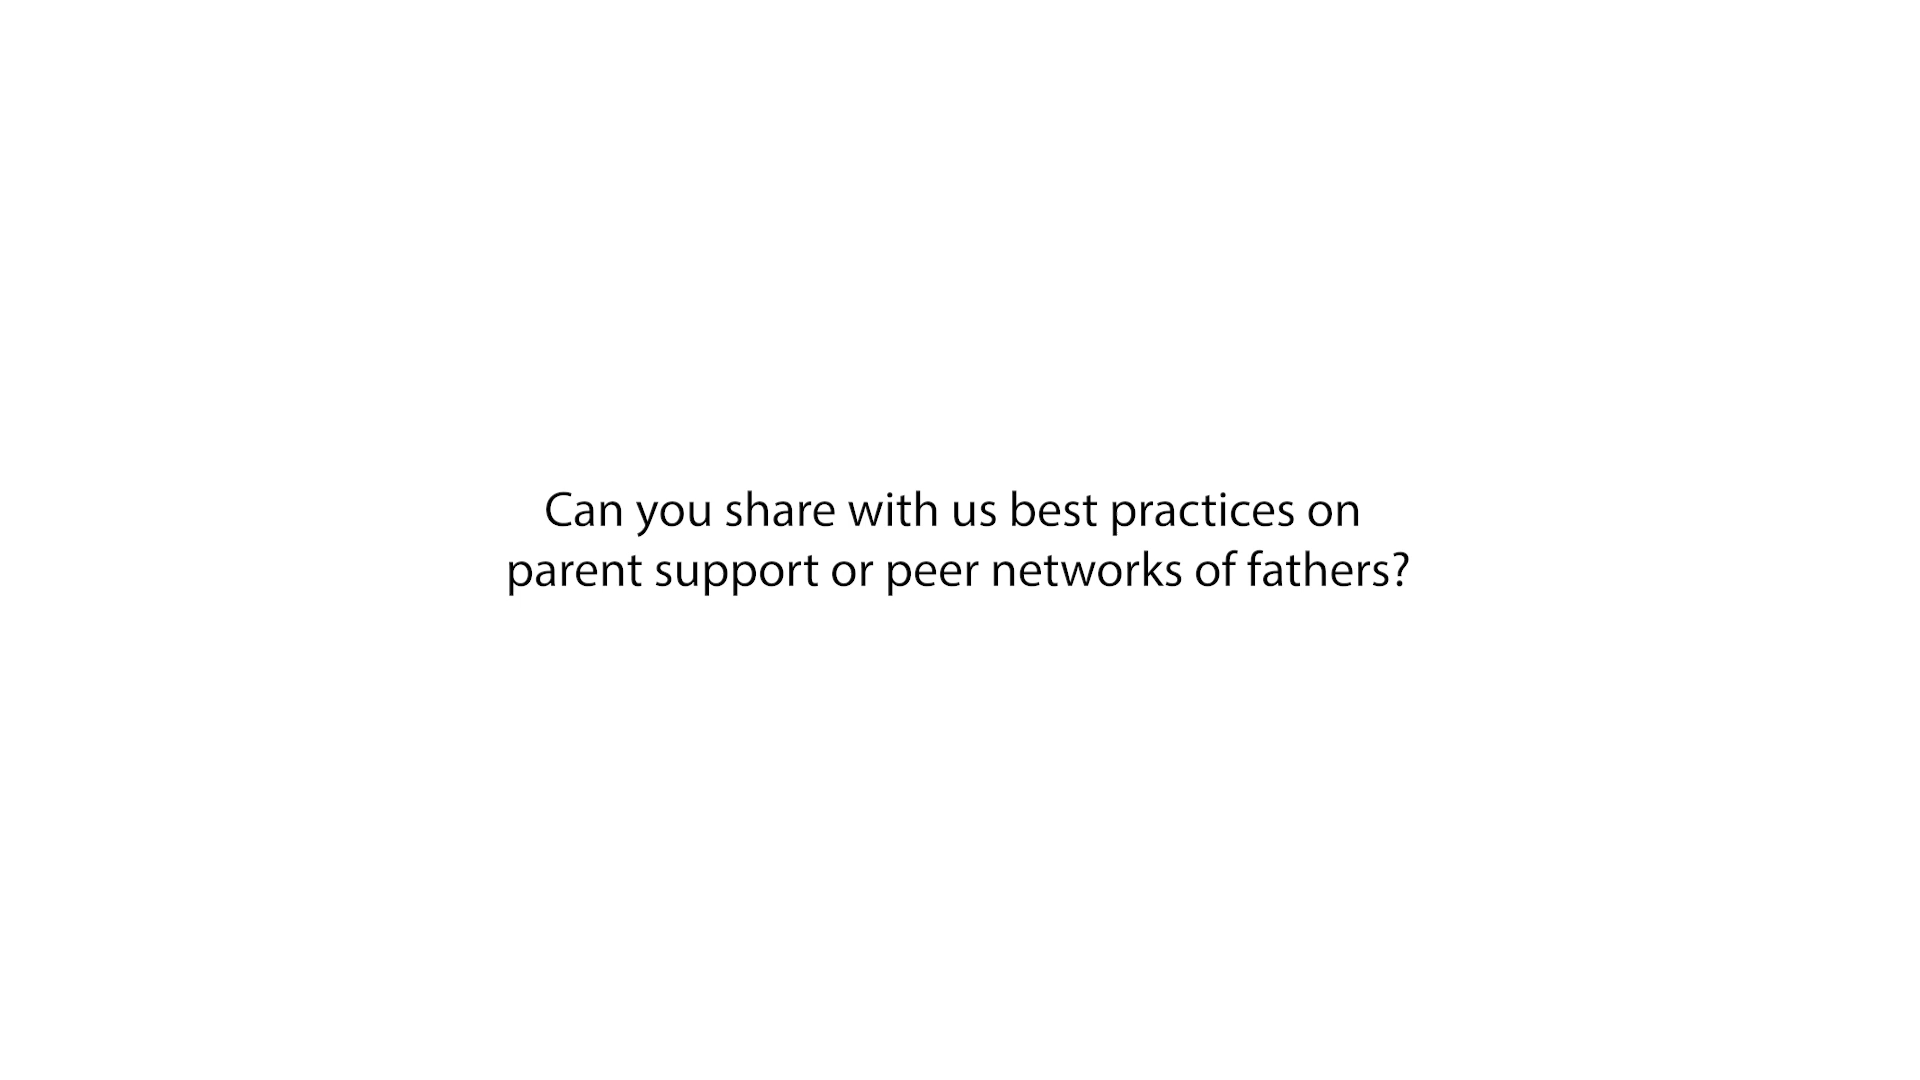 Can you share with us best practices on
parent support or peer networks of fathers?